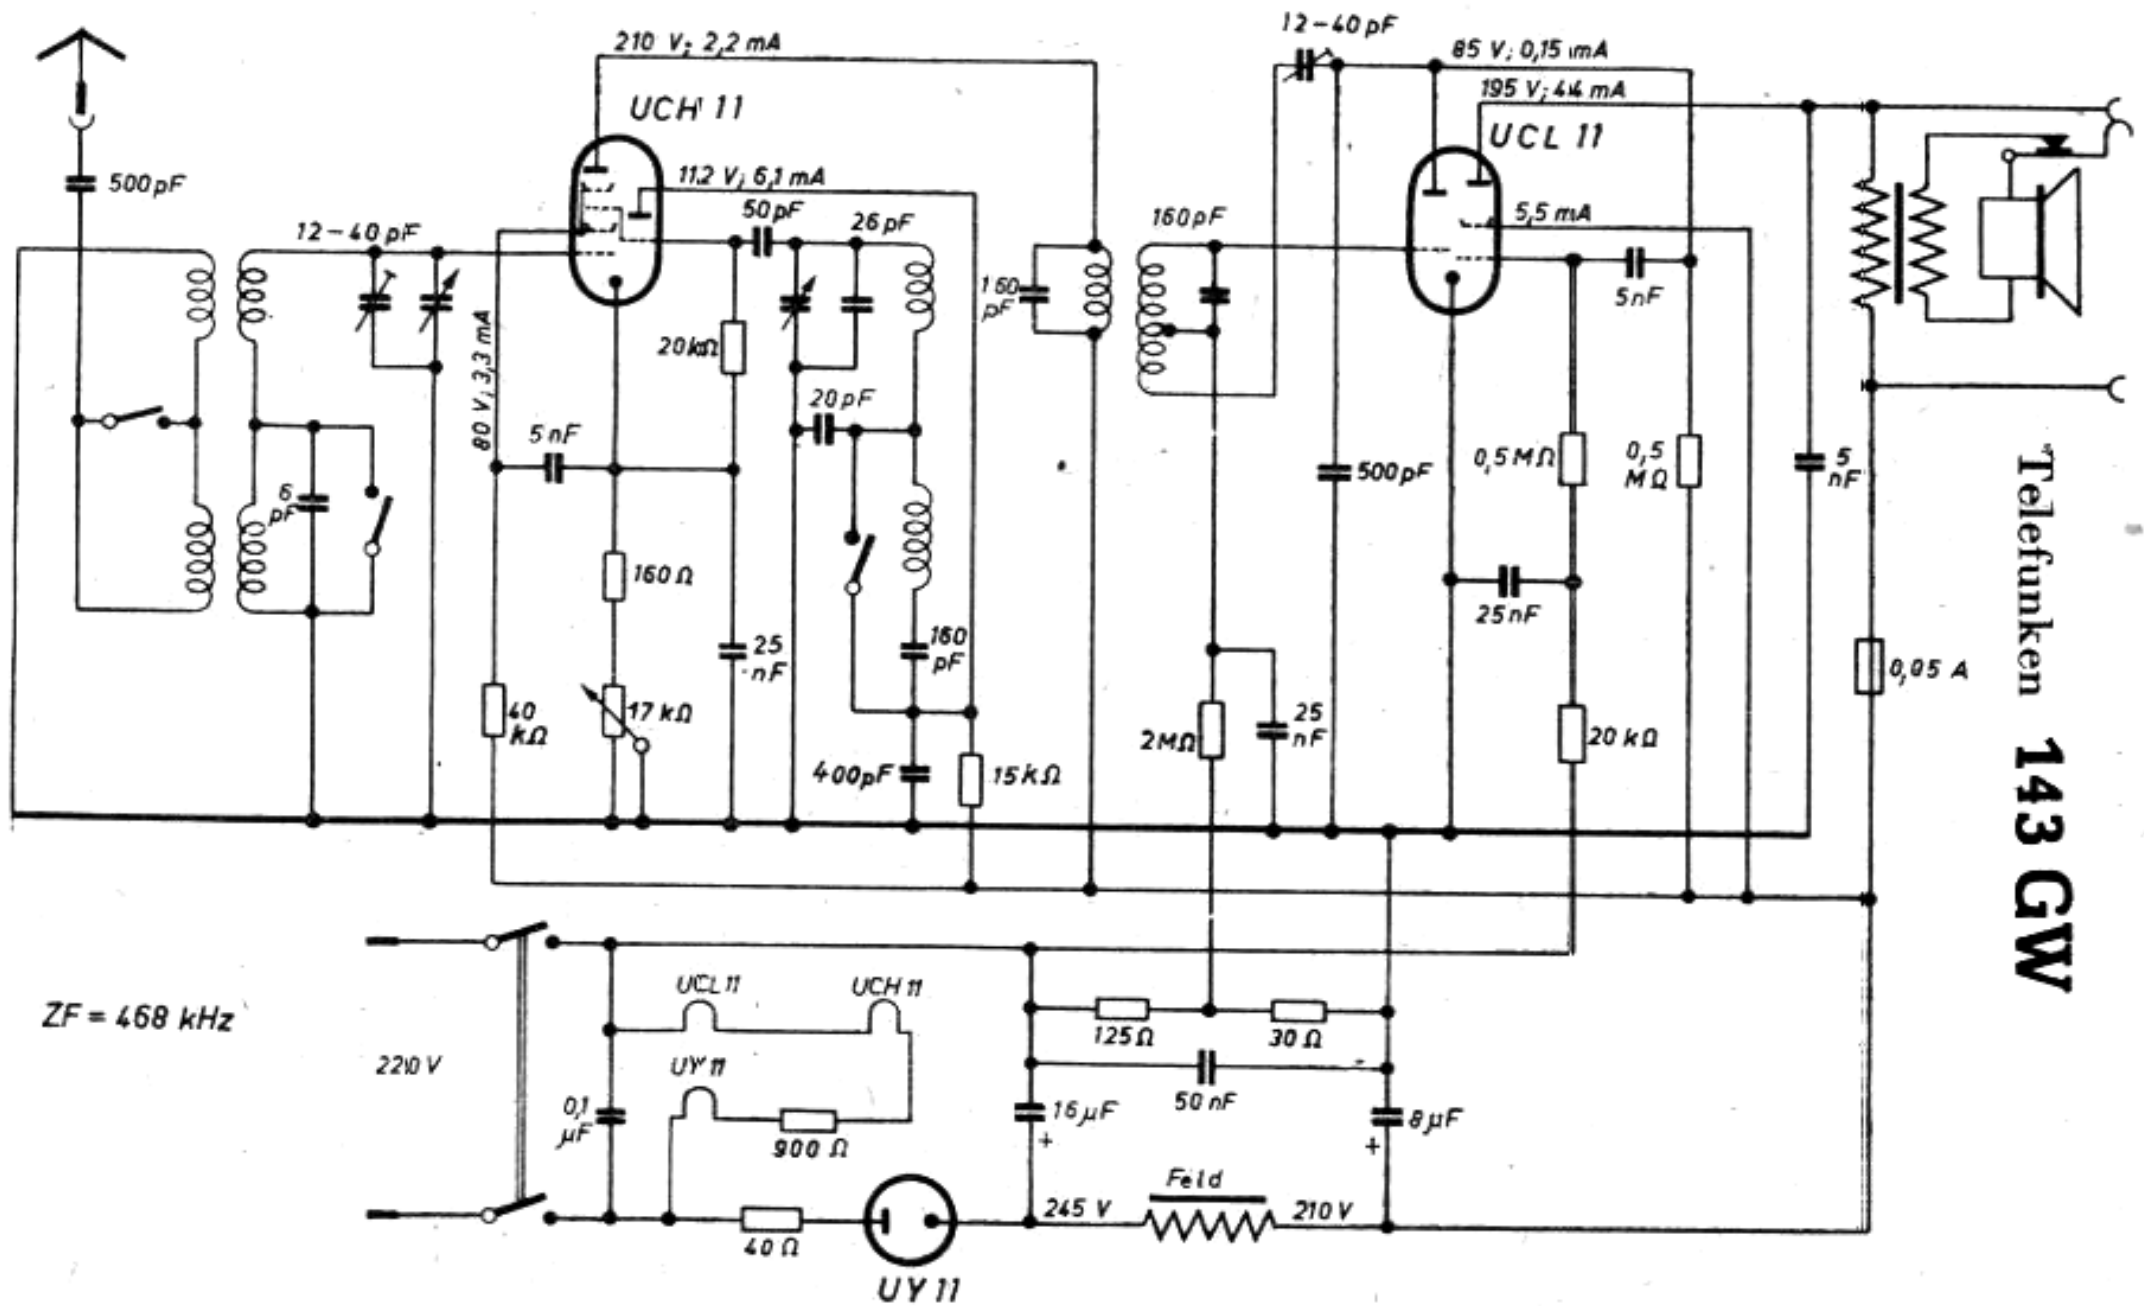 210 V; 2,2 mA
12-40 pF
85 V; 0,15 mA
195 V; 44 mA
UCH 11
UCL 11
500 pF
11.2 V; 6,1 mA
50 pF
26 pF
160 pF
5,5 mA
12-40 pF
160
pF
5 nF
80 V; 3,3 mA
20 kΩ
20 pF
5 nF
6
pF
500 pF
0,5 MΩ
0,5
MΩ
5
nF
160 Ω
25
nF
160
pF
25 nF
0,05 A
40
kΩ
17 kΩ
400 pF
15 kΩ
2 MΩ
25
nF
20 kΩ
Telefunken 143 GW
ZF = 468 kHz
220 V
UCL 11
UCH 11
UY 11
0,1
µF
900 Ω
125 Ω
30 Ω
50 nF
16 µF
+
8 µF
+
Feld
245 V
210 V
40 Ω
UY 11